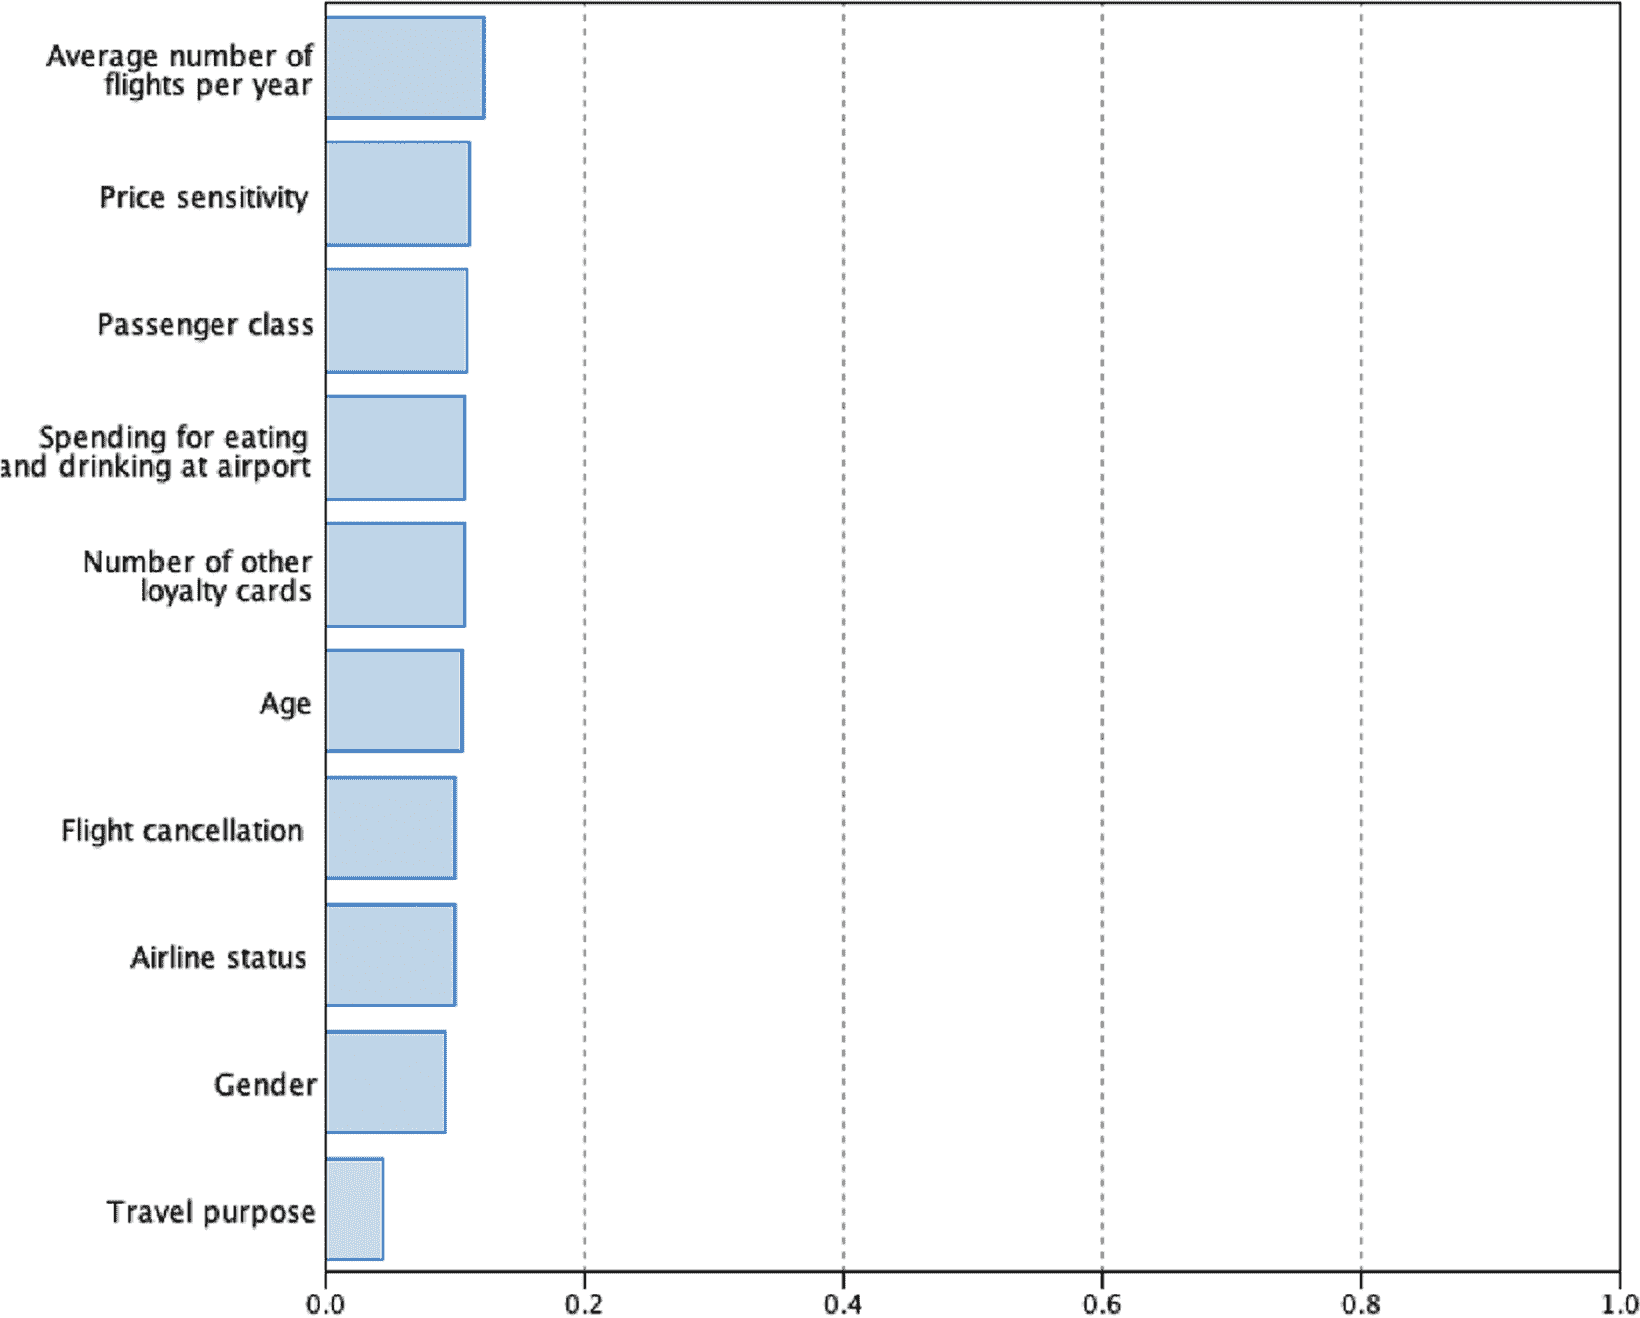 Average number of
flights per year
Price sensitivity
Passenger class
Spending for eating
and drinking at airport
Number of other
loyalty cards
Age
Flight cancellation
Airline status
Gender
Travel purpose
0.0 0.2 0.4 0.6 0.8 1.0